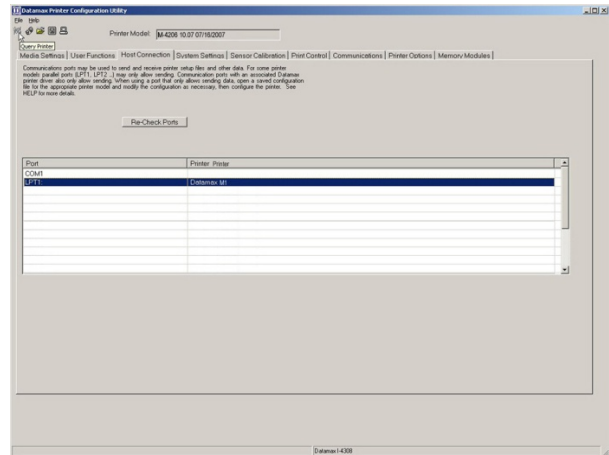 Datamax Printer Configuration Utility
File Help
Printer Model: M-4206 10.07 07/16/2007
Query Printer
Media Settings User Functions Host Connection System Settings Sensor Calibration Print Control Communications Printer Options Memory Modules
Communications ports may be used to send and receive printer setup files and other data. For some printer
models parallel ports (LPT1, LPT2 ...) may only allow sending. Communication ports with an associated Datamax
printer driver also only allow sending. When using a port that only allows sending data, open a saved configuration
file for the appropriate printer model and modify the configuration as necessary, then configure the printer. See
HELP for more details.
Re-Check Ports
Port Printer Printer
COM1
LPT1: Datamax M1
Datamax I-4308